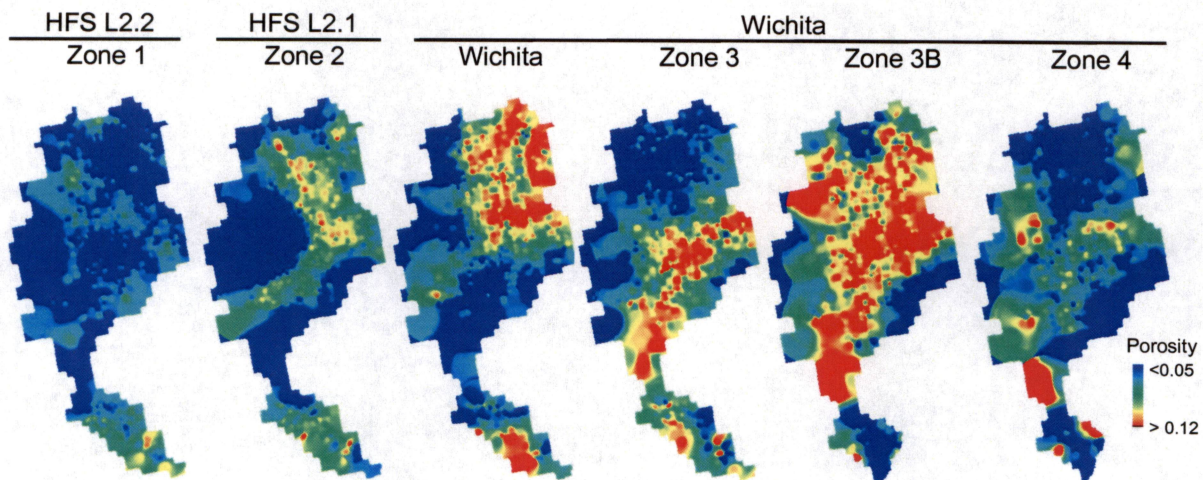 HFS L2.2
HFS L2.1
Wichita
Zone 1
Zone 2
Wichita
Zone 3
Zone 3B
Zone 4
Porosity
<0.05
> 0.12